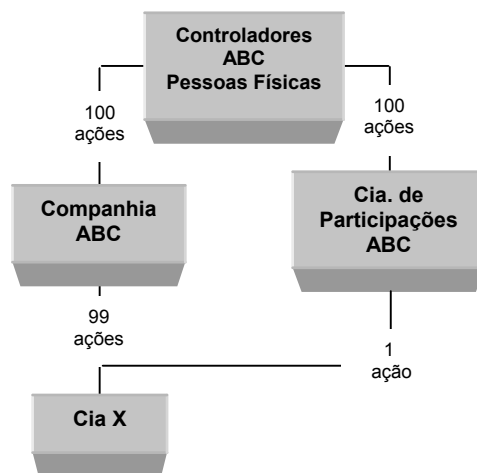 Controladores
ABC
Pessoas Físicas
100
ações
100
ações
Companhia
ABC
Cia. de
Participações
ABC
99
ações
1
ação
Cia X